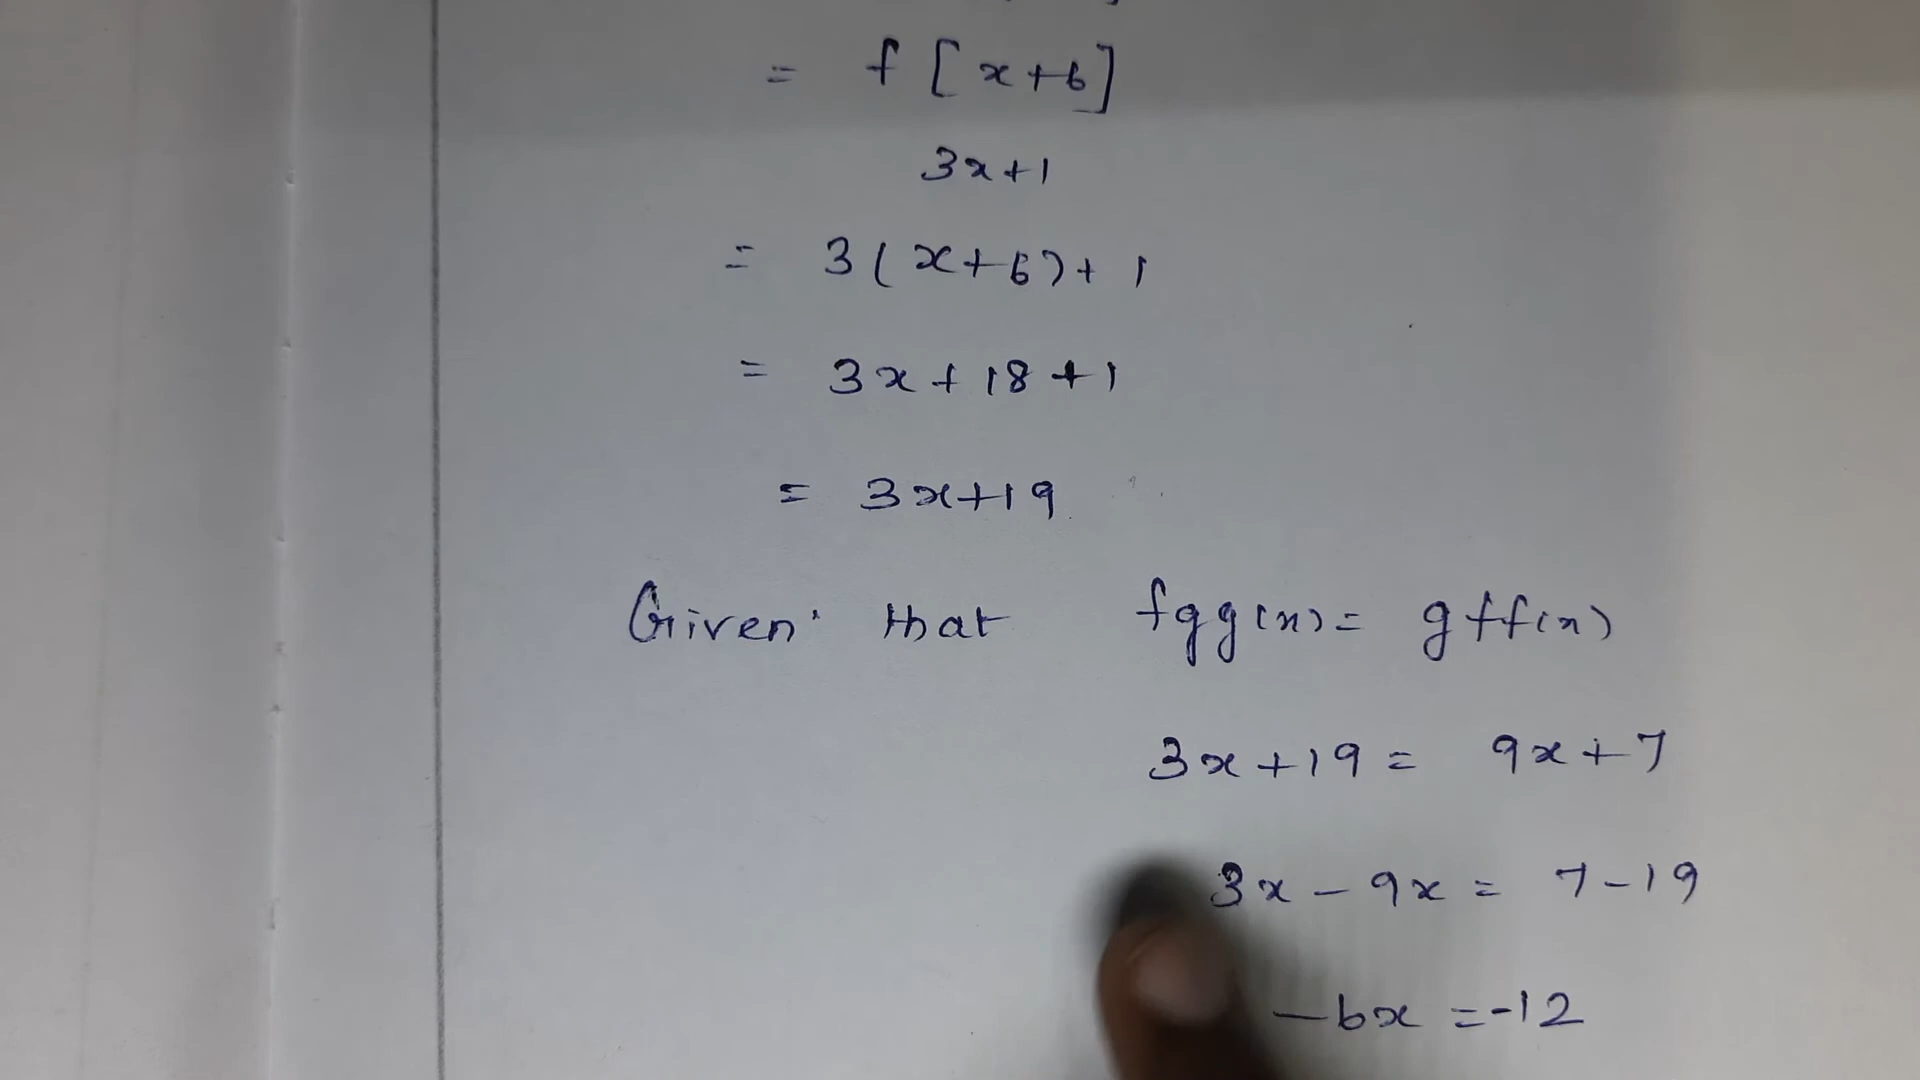 = f [x+6]
3x+1
= 3(x+6)+1
= 3x+18+1
= 3x+19
Given that fgg(x)= gff(x)
3x+19 = 9x+7
3x-9x = 7-19
-6x =-12